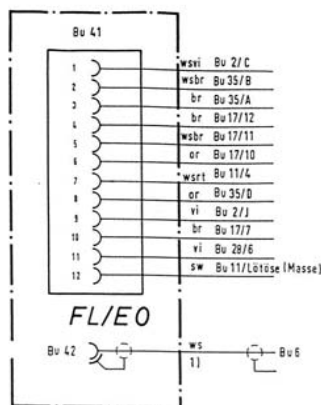 Bu 41
1 wsvi Bu 2/C
2 wsbr Bu 35/B
3 br Bu 35/A
4 br Bu 17/12
5 wsbr Bu 17/11
6 or Bu 17/10
7 wsrt Bu 11/4
8 or Bu 35/D
9 vi Bu 2/J
10 br Bu 17/7
11 vi Bu 28/6
12 sw Bu 11/Lötöse (Masse)
FL/EO
Bu 42 ws Bu 6
1)